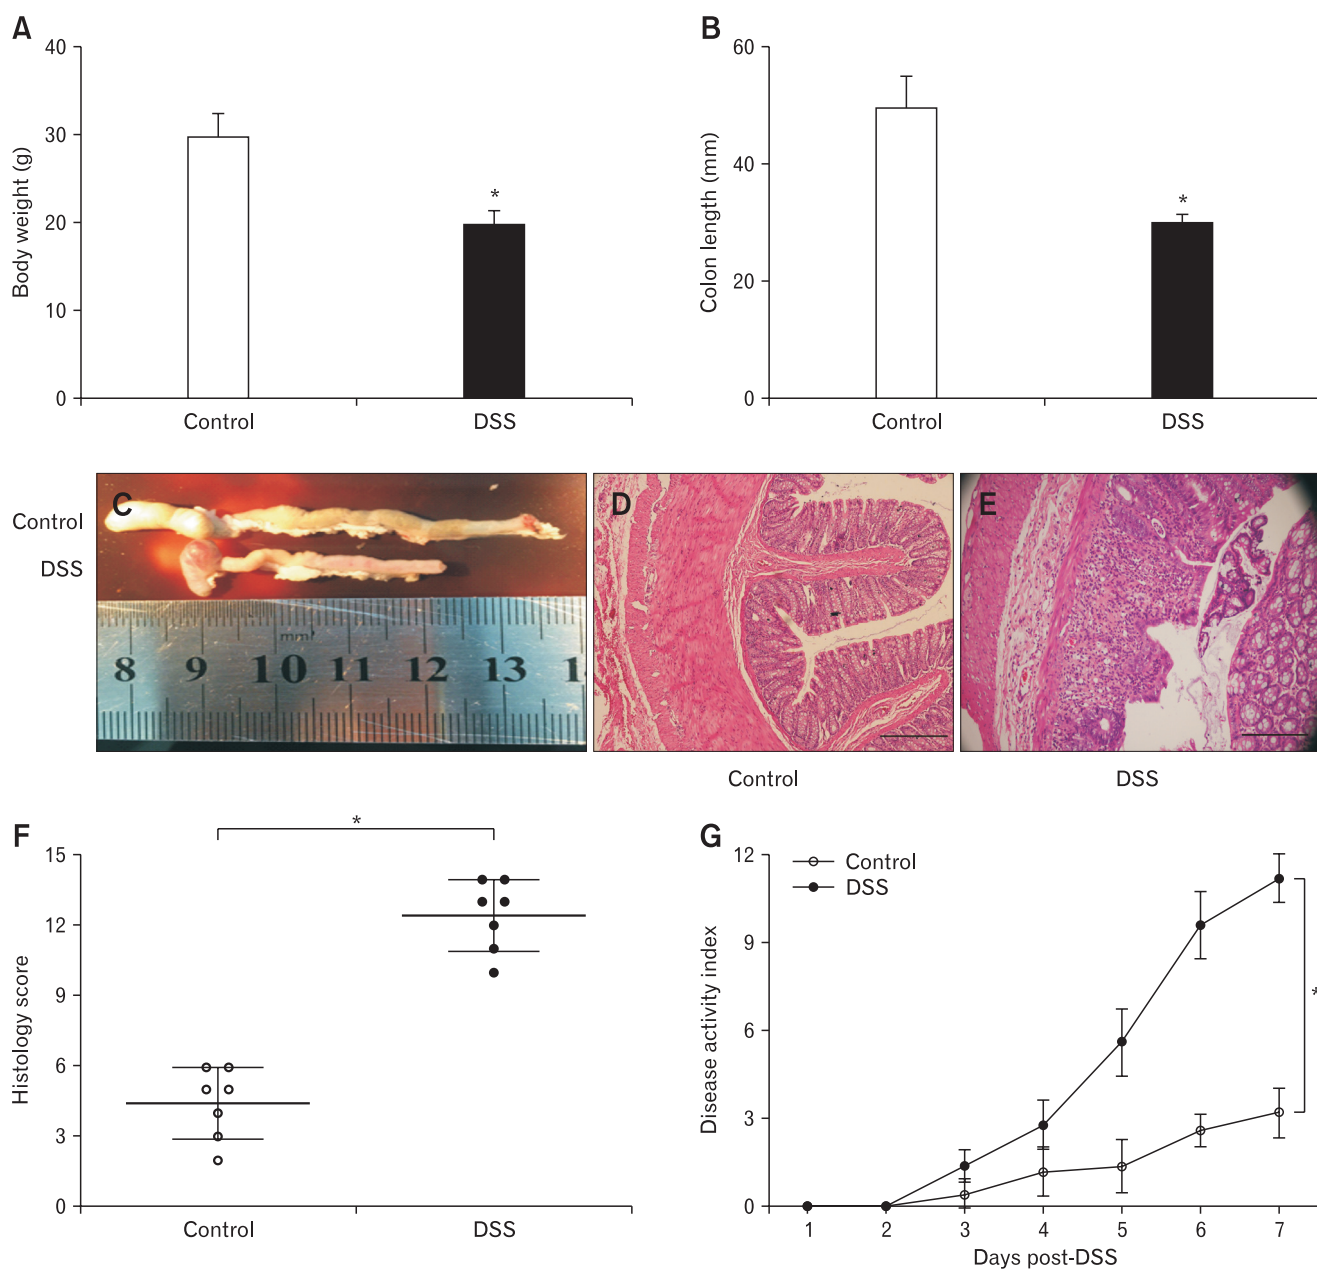 A
40
30
20
10
0
Body weight (g)
*
Control
DSS
B
60
40
20
0
Colon length (mm)
*
Control
DSS
Control
DSS
C
mm
8 9 10 11 12 13
D
Control
E
DSS
F
15
12
9
6
3
0
Histology score
*
Control
DSS
G
12
9
6
3
0
Disease activity index
Control
DSS
*
1 2 3 4 5 6 7
Days post-DSS